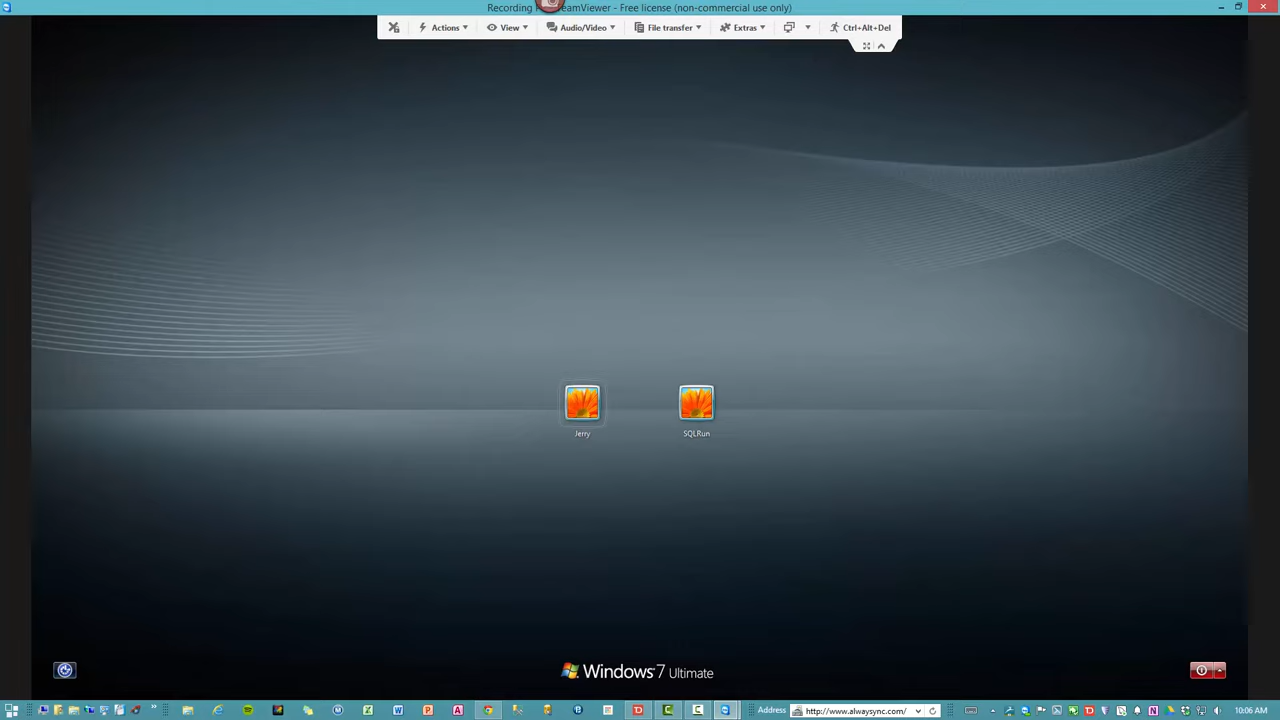 Recording eamViewer - Free license (non-commercial use only)
Actions View Audio/Video File transfer Extras Ctrl+Alt+Del
Jerry SQLRun
Windows 7 Ultimate
Address http://www.alwaysync.com/ 10:06 AM